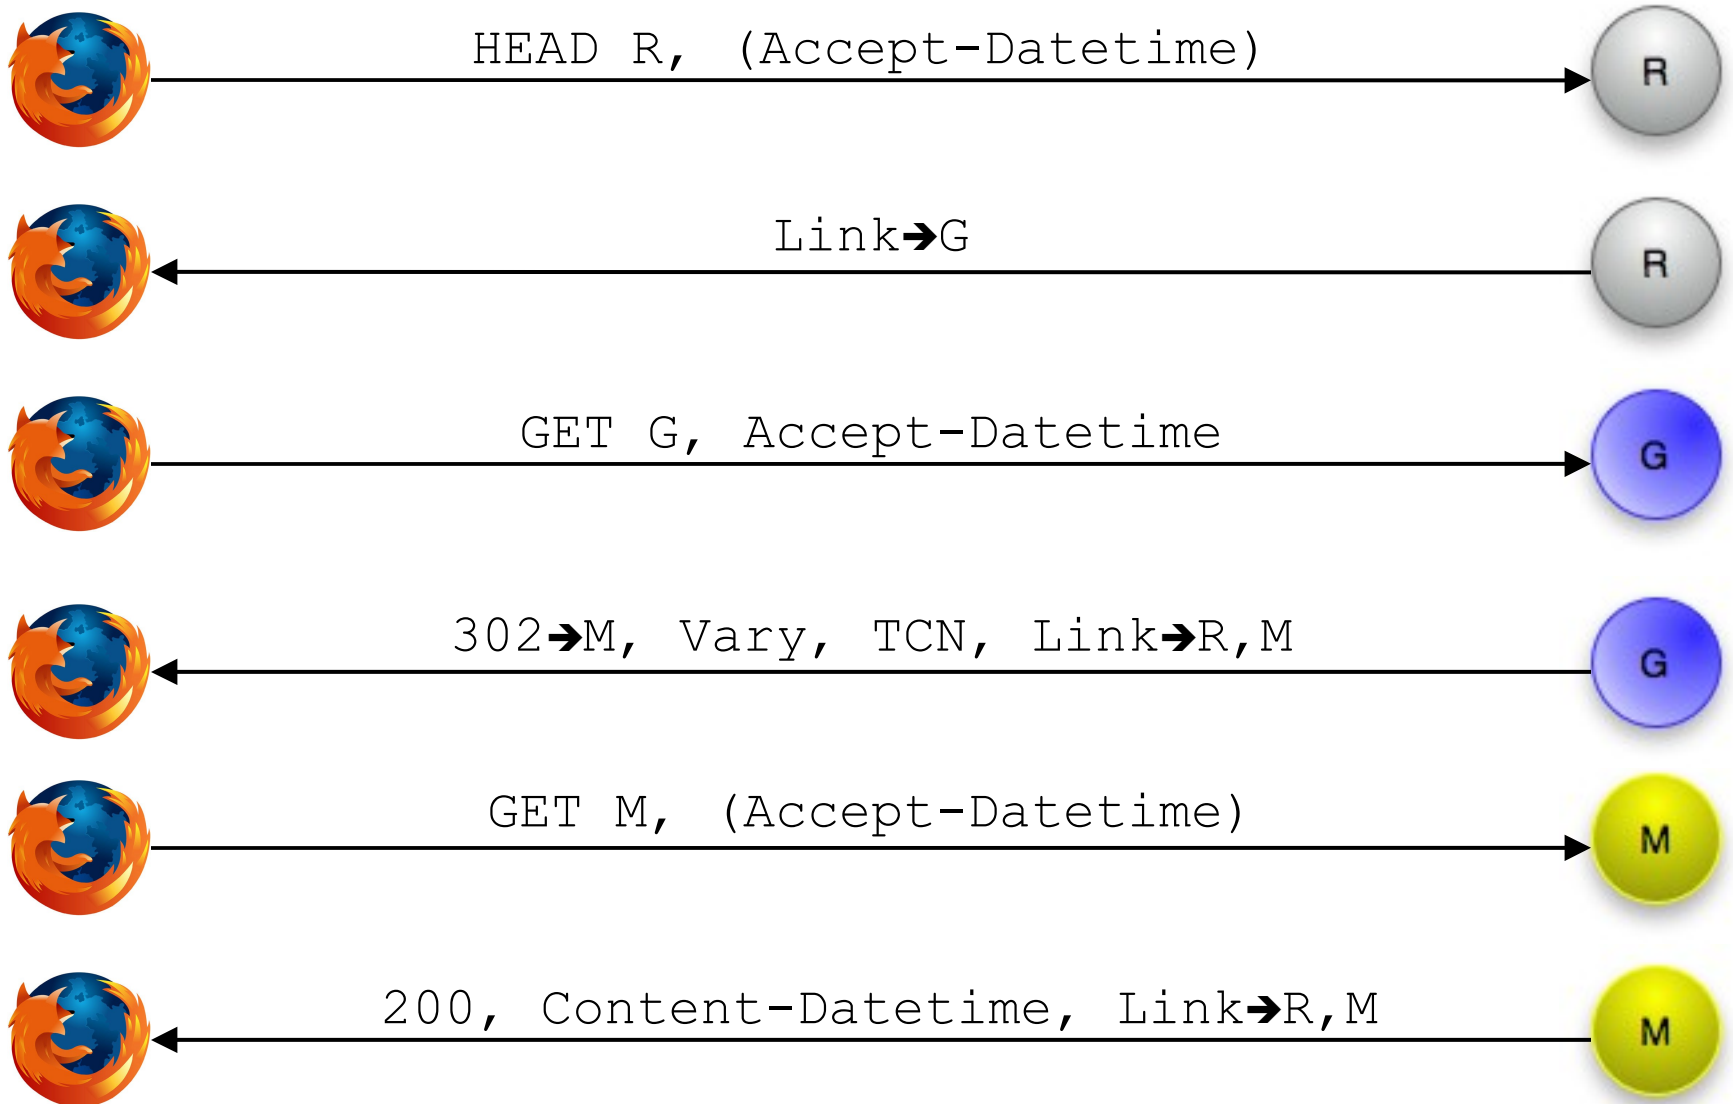 HEAD R, (Accept-Datetime)
R
Link➔G
R
GET G, Accept-Datetime
G
302➔M, Vary, TCN, Link➔R,M
G
GET M, (Accept-Datetime)
M
200, Content-Datetime, Link➔R,M
M